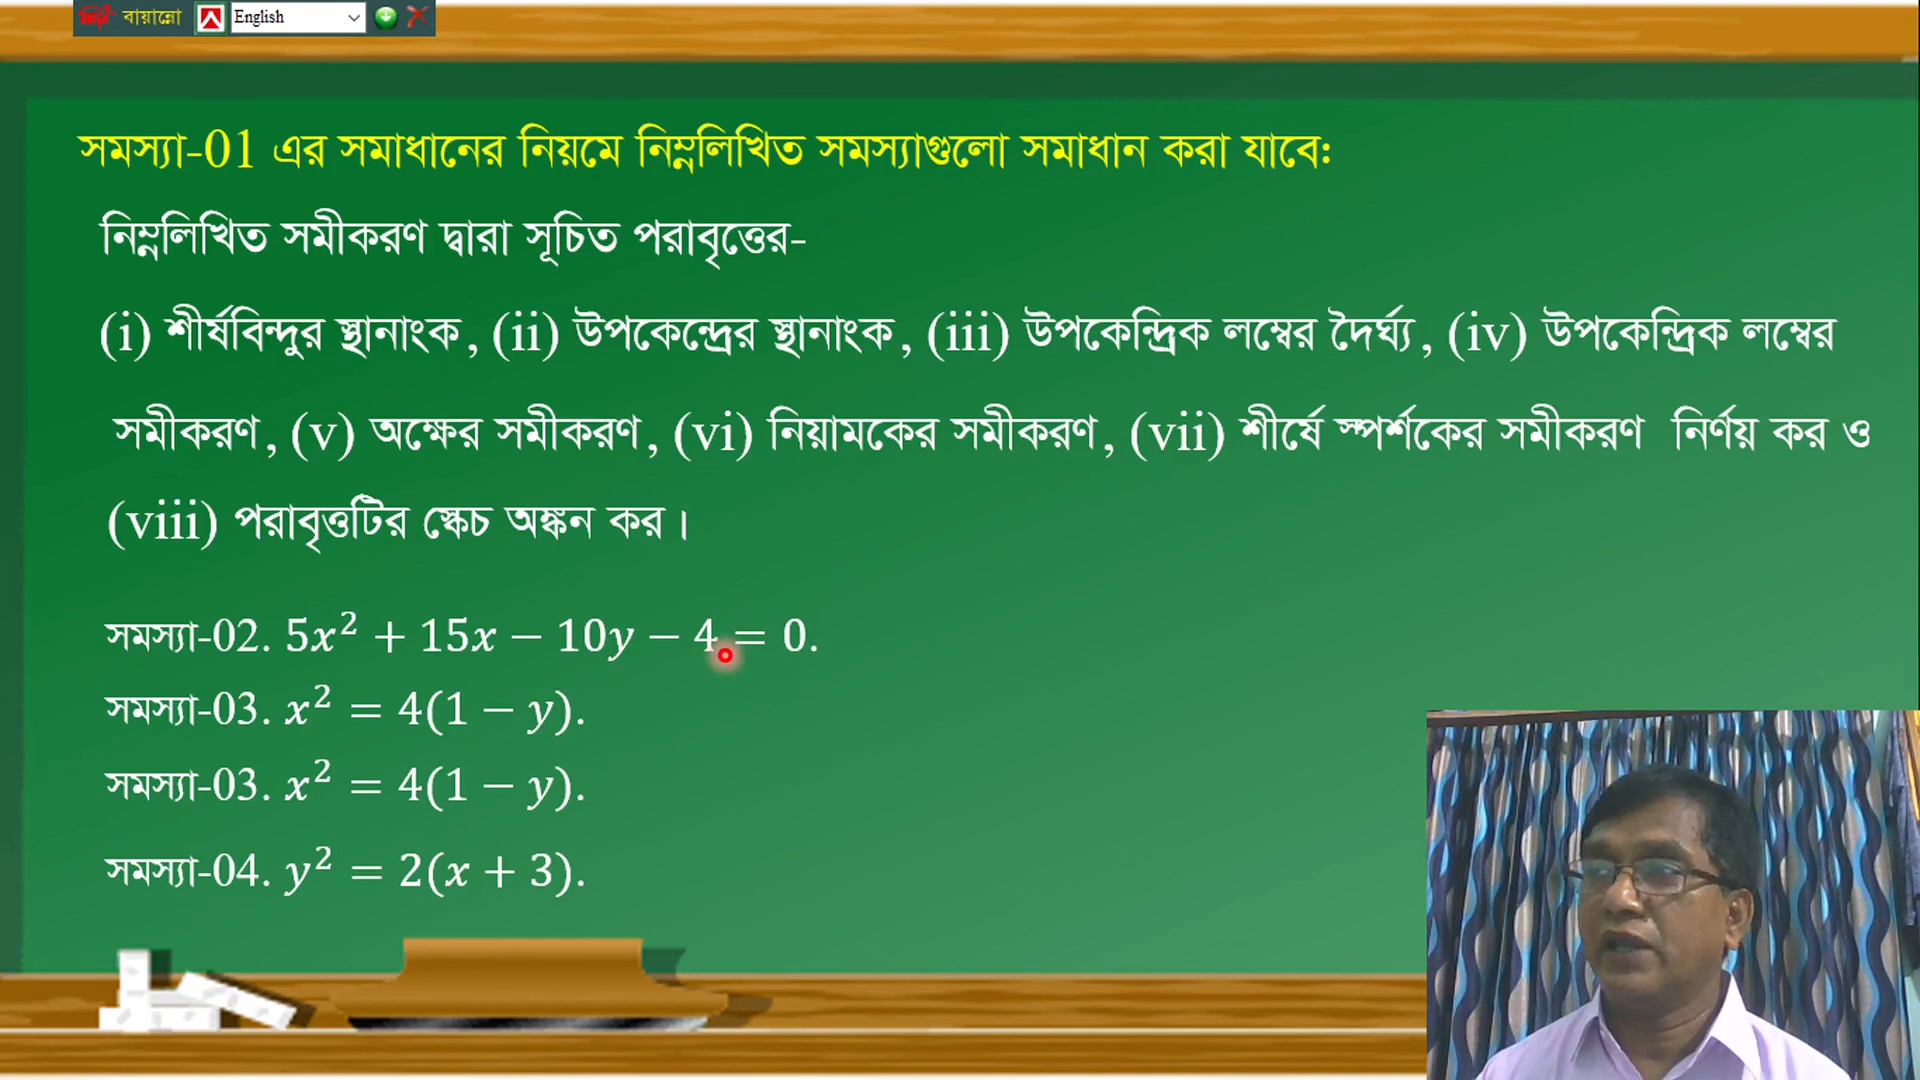 বায়ান্নো English
সমস্যা-01 এর সমাধানের নিয়মে নিম্নলিখিত সমস্যাগুলো সমাধান করা যাবেঃ
নিম্নলিখিত সমীকরণ দ্বারা সূচিত পরাবৃত্তের-
(i) শীর্ষবিন্দুর স্থানাংক, (ii) উপকেন্দ্রের স্থানাংক, (iii) উপকেন্দ্রিক লম্বের দৈর্ঘ্য, (iv) উপকেন্দ্রিক লম্বের
সমীকরণ, (v) অক্ষের সমীকরণ, (vi) নিয়ামকের সমীকরণ, (vii) শীর্ষে স্পর্শকের সমীকরণ নির্ণয় কর ও
(viii) পরাবৃত্তটির স্কেচ অঙ্কন কর।
সমস্যা-02. 5x² + 15x − 10y − 4 = 0.
সমস্যা-03. x² = 4(1 − y).
সমস্যা-03. x² = 4(1 − y).
সমস্যা-04. y² = 2(x + 3).